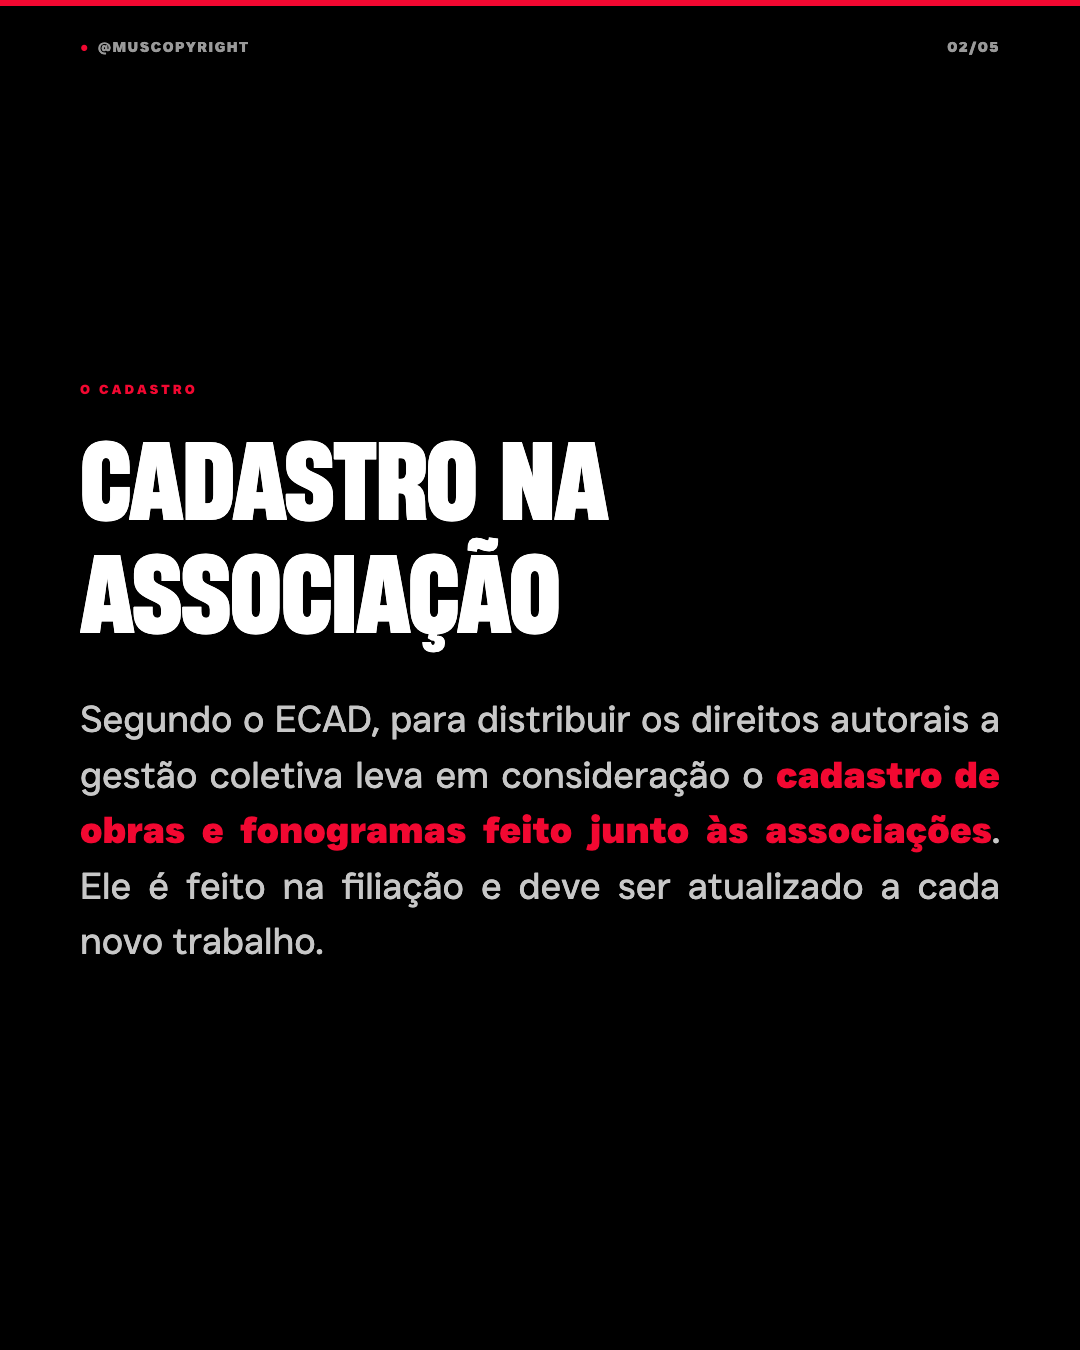 • @MUSCOPYRIGHT
02/05
O CADASTRO
CADASTRO NA
ASSOCIAÇÃO
Segundo o ECAD, para distribuir os direitos autorais a
gestão coletiva leva em consideração o cadastro de
obras e fonogramas feito junto às associações.
Ele é feito na filiação e deve ser atualizado a cada
novo trabalho.